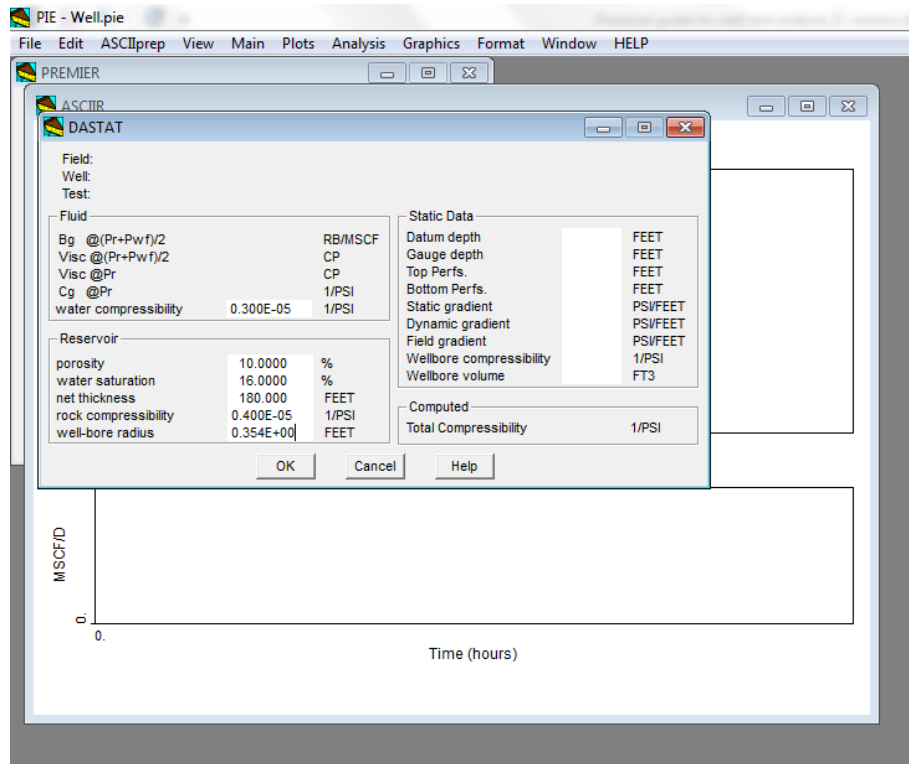 PIE - Well.pie
File Edit ASCIIprep View Main Plots Analysis Graphics Format Window HELP
PREMIER
ASCIIR
DASTAT
Field:
Well:
Test:
Fluid
Bg @(Pr+Pwf)/2 RB/MSCF
Visc @(Pr+Pwf)/2 CP
Visc @Pr CP
Cg @Pr 1/PSI
water compressibility 0.300E-05 1/PSI
Reservoir
porosity 10.0000 %
water saturation 16.0000 %
net thickness 180.000 FEET
rock compressibility 0.400E-05 1/PSI
well-bore radius 0.354E+00 FEET
Static Data
Datum depth FEET
Gauge depth FEET
Top Perfs. FEET
Bottom Perfs. FEET
Static gradient PSI/FEET
Dynamic gradient PSI/FEET
Field gradient PSI/FEET
Wellbore compressibility 1/PSI
Wellbore volume FT3
Computed
Total Compressibility 1/PSI
OK Cancel Help
MSCF/D
0.
0.
Time (hours)